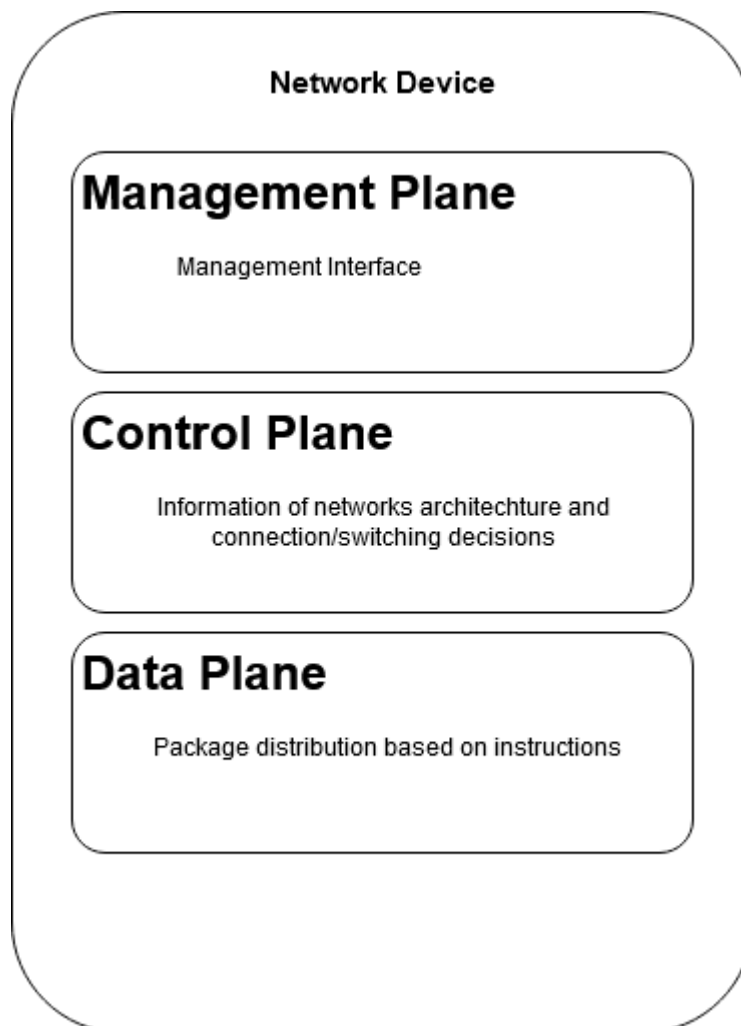 Network Device
Management Plane
Management Interface
Control Plane
Information of networks architechture and
connection/switching decisions
Data Plane
Package distribution based on instructions